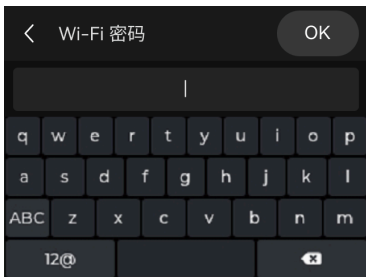 Wi-Fi 密码 OK
q w e r t y u i o p
a s d f g h j k l
ABC z x c v b n m
12@